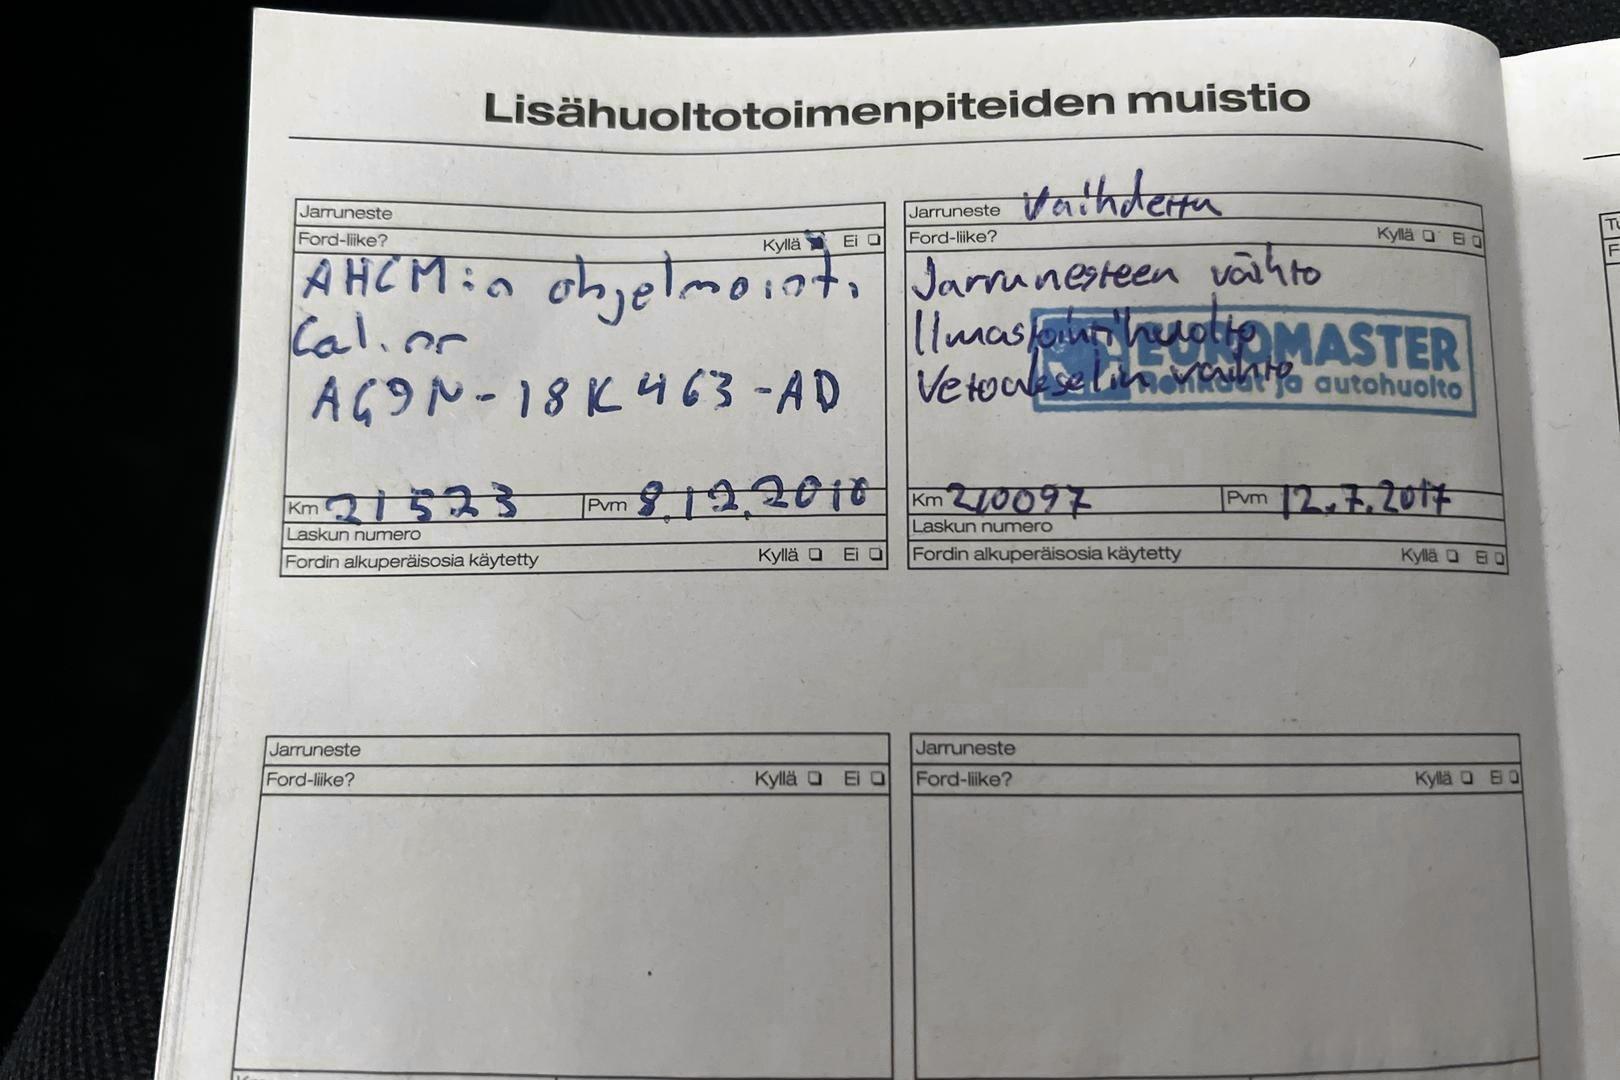 Lisähuoltotoimenpiteiden muistio
Jarruneste
Ford-liike? Kyllä Ei
AHCM:n ohjelmointi
Cal.nr
AG9N-18K463-AD
Km 21523 Pvm 8.12.2010
Laskun numero
Fordin alkuperäisosia käytetty Kyllä Ei
Jarruneste Vaihdettu
Ford-liike? Kyllä Ei
Jarrunesteen vaihto
Ilmastointihuolto
Vetoakselin vaihto
EUROMASTER
renkaat ja autohuolto
Km 210097 Pvm 12.7.2017
Laskun numero
Fordin alkuperäisosia käytetty Kyllä Ei
Jarruneste
Ford-liike? Kyllä Ei
Jarruneste
Ford-liike? Kyllä Ei